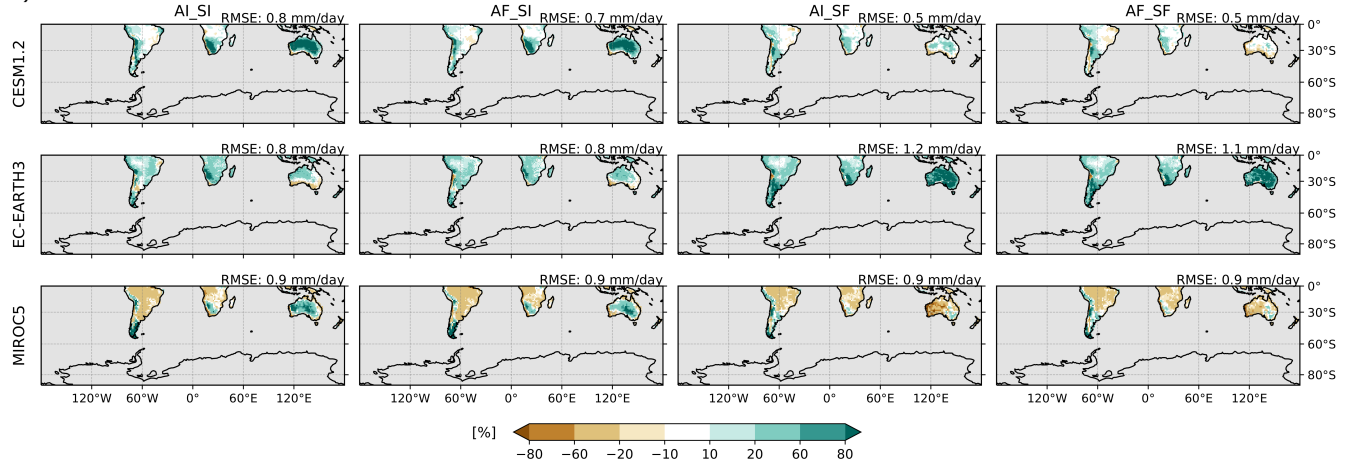 AI_SI AF_SI AI_SF AF_SF
RMSE: 0.8 mm/day RMSE: 0.7 mm/day RMSE: 0.5 mm/day RMSE: 0.5 mm/day
CESM1.2
0°
30°S
60°S
80°S
RMSE: 0.8 mm/day RMSE: 0.8 mm/day RMSE: 1.2 mm/day RMSE: 1.1 mm/day
EC-EARTH3
0°
30°S
60°S
80°S
RMSE: 0.9 mm/day RMSE: 0.9 mm/day RMSE: 0.9 mm/day RMSE: 0.9 mm/day
MIROC5
0°
30°S
60°S
80°S
120°W 60°W 0° 60°E 120°E 120°W 60°W 0° 60°E 120°E 120°W 60°W 0° 60°E 120°E 120°W 60°W 0° 60°E 120°E
[%]
−80 −60 −20 −10 10 20 60 80